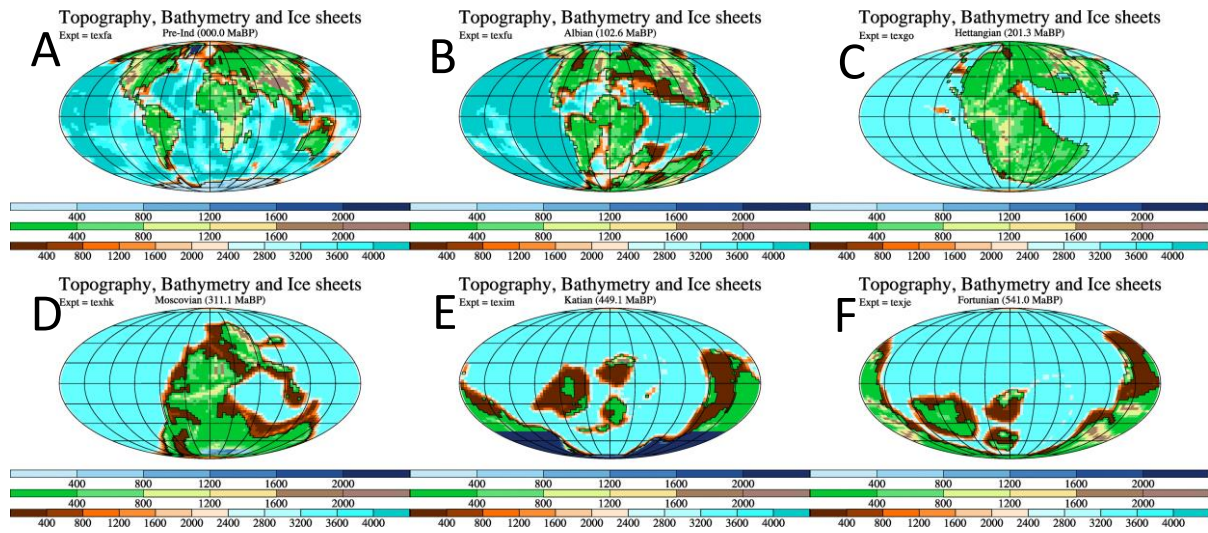 A
Topography, Bathymetry and Ice sheets
Expt = texfa
Pre-Ind (000.0 MaBP)
400 800 1200 1600 2000
400 800 1200 1600 2000
400 800 1200 1600 2000 2400 2800 3200 3600 4000
B
Topography, Bathymetry and Ice sheets
Expt = texfu
Albian (102.6 MaBP)
400 800 1200 1600 2000
400 800 1200 1600 2000
400 800 1200 1600 2000 2400 2800 3200 3600 4000
C
Topography, Bathymetry and Ice sheets
Expt = texgo
Hettangian (201.3 MaBP)
400 800 1200 1600 2000
400 800 1200 1600 2000
400 800 1200 1600 2000 2400 2800 3200 3600 4000
D
Topography, Bathymetry and Ice sheets
Expt = texhk
Moscovian (311.1 MaBP)
400 800 1200 1600 2000
400 800 1200 1600 2000
400 800 1200 1600 2000 2400 2800 3200 3600 4000
E
Topography, Bathymetry and Ice sheets
Expt = texim
Katian (449.1 MaBP)
400 800 1200 1600 2000
400 800 1200 1600 2000
400 800 1200 1600 2000 2400 2800 3200 3600 4000
F
Topography, Bathymetry and Ice sheets
Expt = texje
Fortunian (541.0 MaBP)
400 800 1200 1600 2000
400 800 1200 1600 2000
400 800 1200 1600 2000 2400 2800 3200 3600 4000